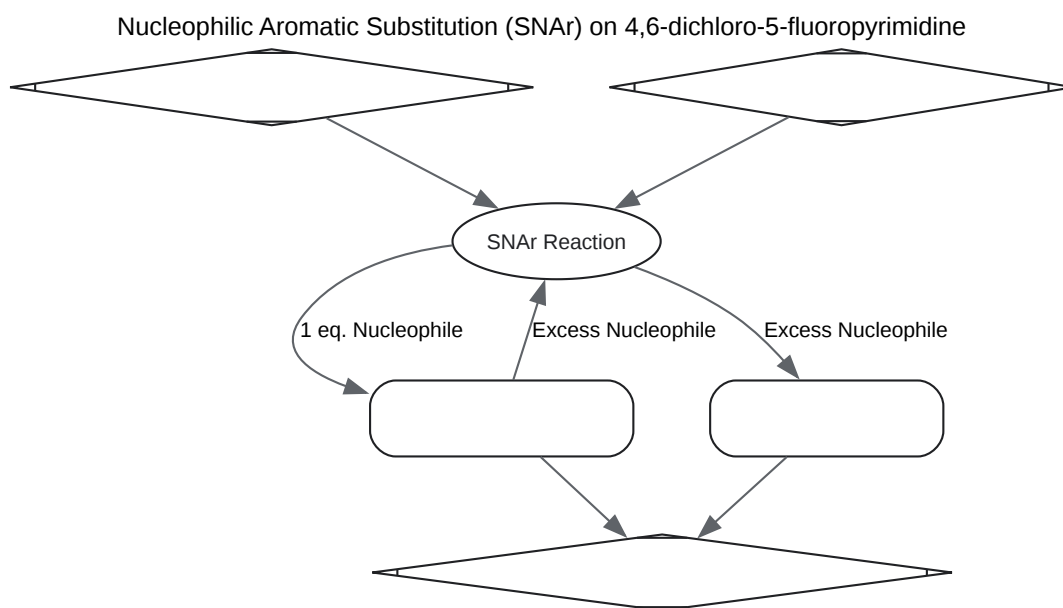 Nucleophilic Aromatic Substitution (SNAr) on 4,6-dichloro-5-fluoropyrimidine
SNAr Reaction
1 eq. Nucleophile
Excess Nucleophile
Excess Nucleophile